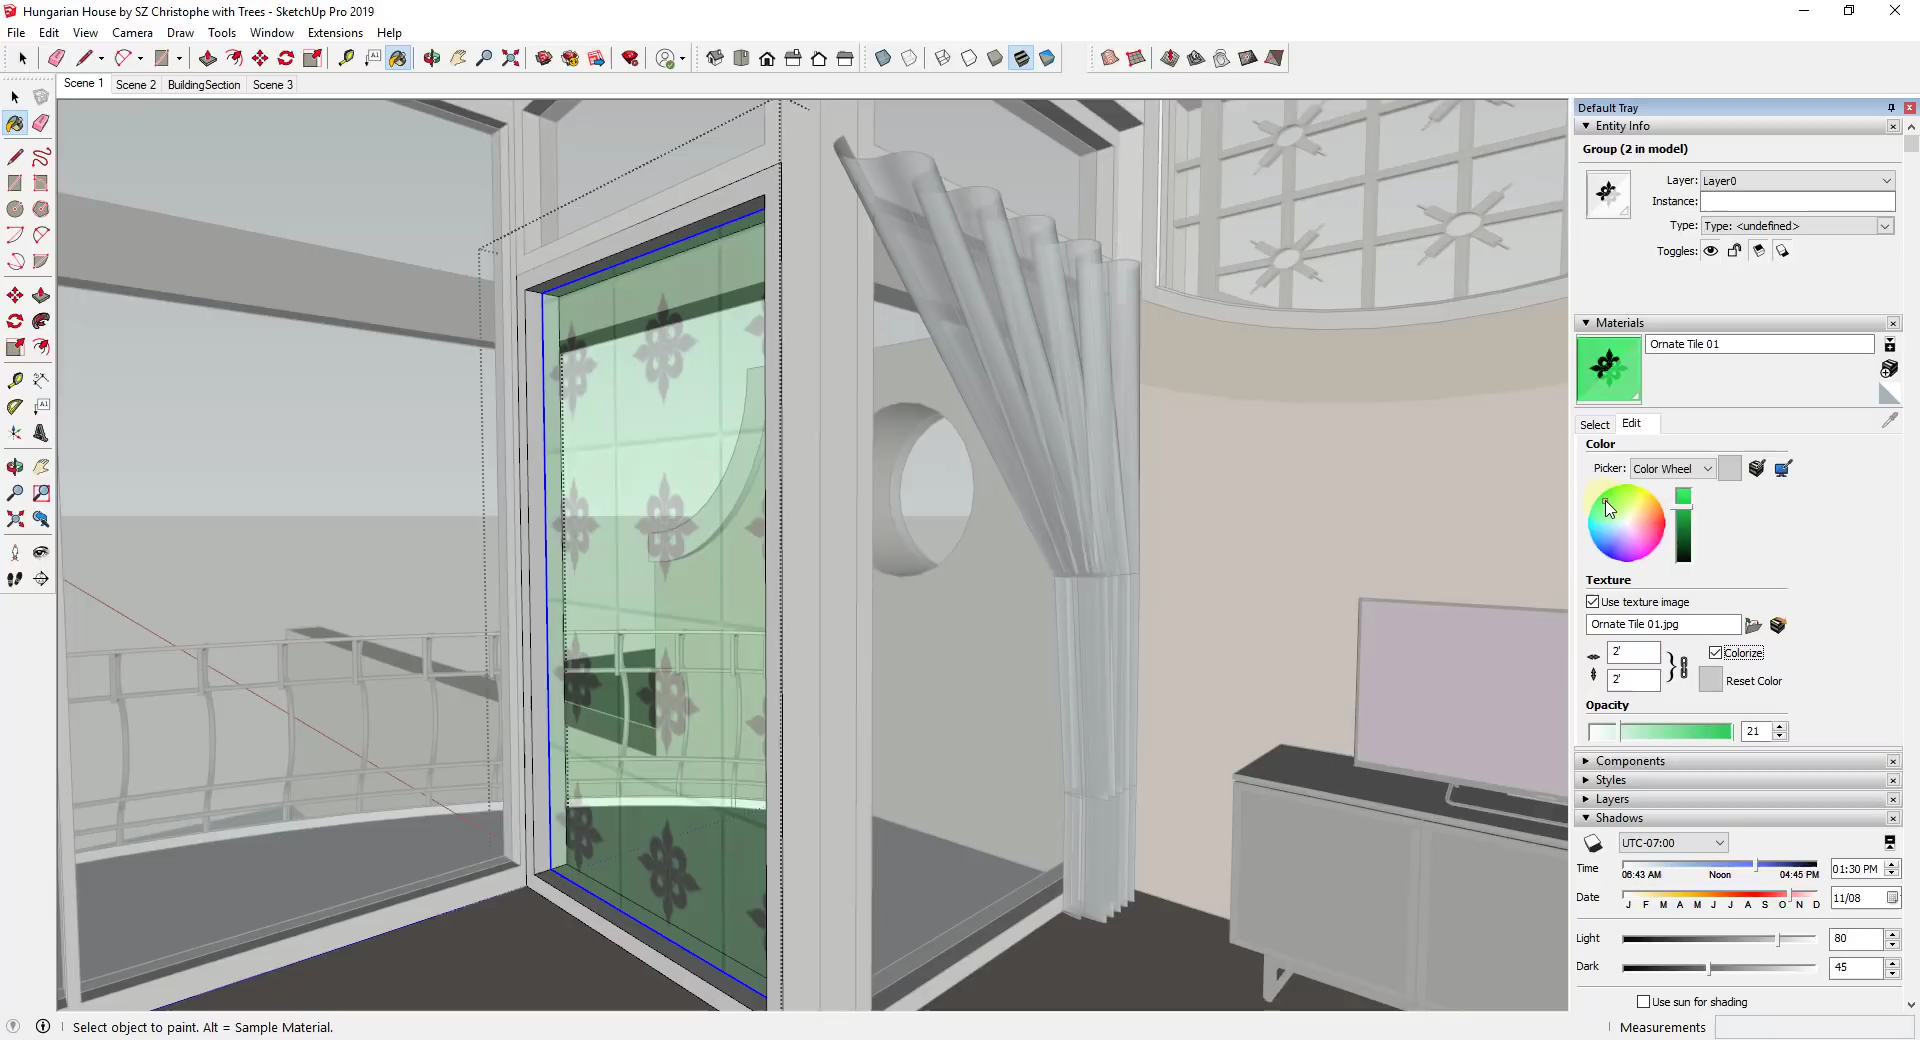 Hungarian House by SZ Christophe with Trees - SketchUp Pro 2019
File Edit View Camera Draw Tools Window Extensions Help
Scene 1 Scene 2 BuildingSection Scene 3
Default Tray
Entity Info
Group (2 in model)
Layer: Layer0
Instance:
Type: Type: <undefined>
Toggles:
Materials
Ornate Tile 01
Select Edit
Color
Picker: Color Wheel
Texture
Use texture image
Ornate Tile 01.jpg
2' Colorize
2' Reset Color
Opacity
21
Components
Styles
Layers
Shadows
UTC-07:00
Time 01:30 PM
06:43 AM Noon 04:45 PM
Date 11/08
J F M A M J J A S O N D
Light 80
Dark 45
Use sun for shading
Select object to paint. Alt = Sample Material.
Measurements